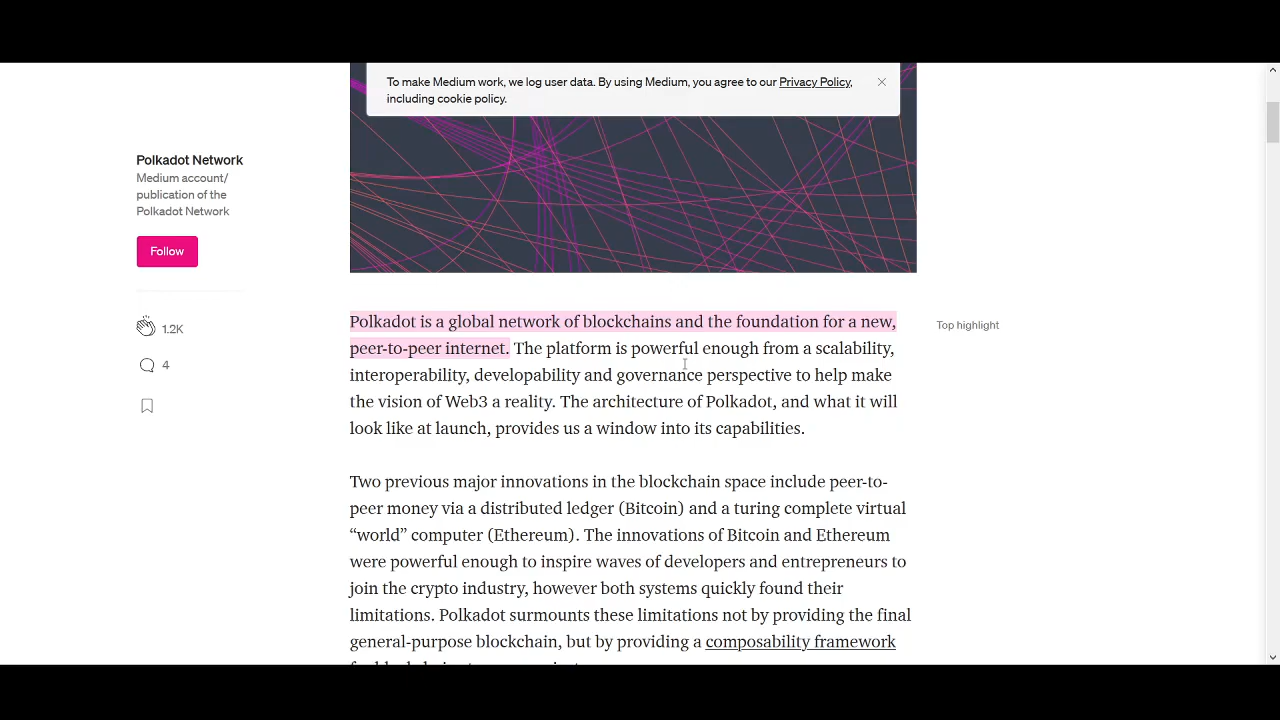 To make Medium work, we log user data. By using Medium, you agree to our Privacy Policy,
including cookie policy.
Polkadot Network
Medium account/
publication of the
Polkadot Network
Follow
1.2K
4
Polkadot is a global network of blockchains and the foundation for a new,
peer-to-peer internet. The platform is powerful enough from a scalability,
interoperability, developability and governance perspective to help make
the vision of Web3 a reality. The architecture of Polkadot, and what it will
look like at launch, provides us a window into its capabilities.
Top highlight
Two previous major innovations in the blockchain space include peer-to-
peer money via a distributed ledger (Bitcoin) and a turing complete virtual
“world” computer (Ethereum). The innovations of Bitcoin and Ethereum
were powerful enough to inspire waves of developers and entrepreneurs to
join the crypto industry, however both systems quickly found their
limitations. Polkadot surmounts these limitations not by providing the final
general-purpose blockchain, but by providing a composability framework